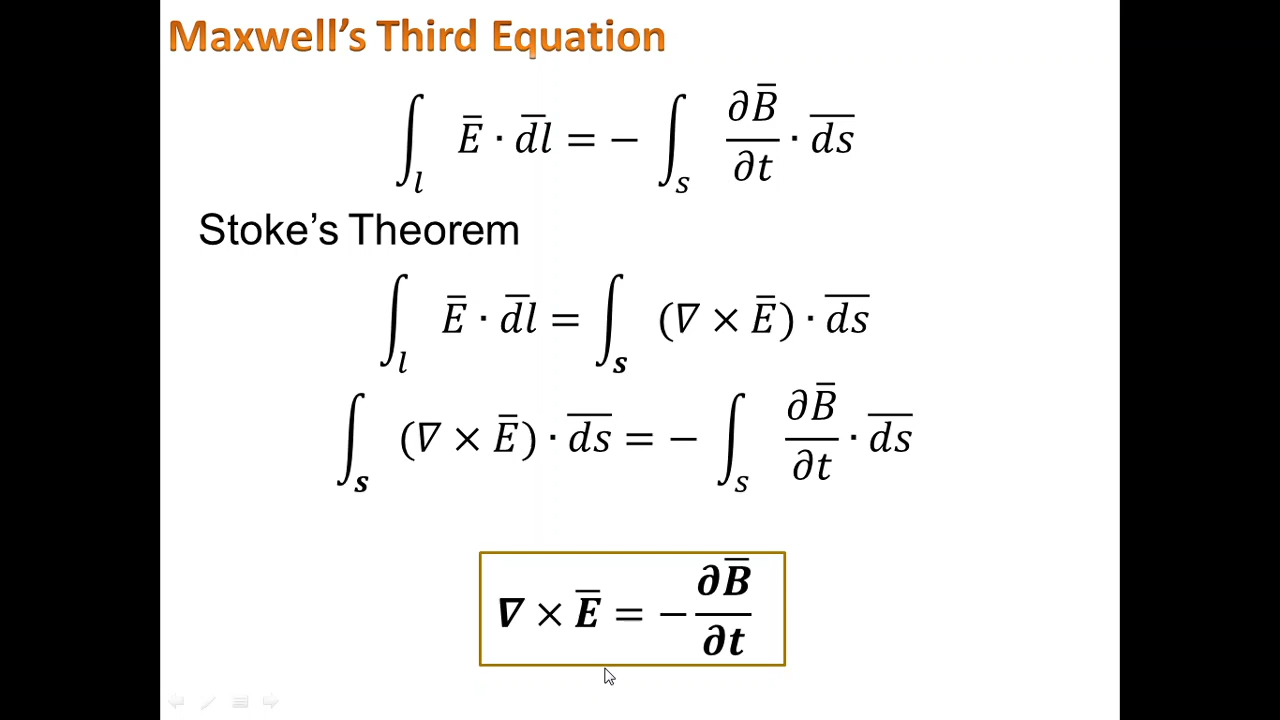 Maxwell's Third Equation
∫_l Ē · d̄l = − ∫_s ∂B̄/∂t · d̄s̄
Stoke's Theorem
∫_l Ē · d̄l = ∫_s (∇ × Ē) · d̄s̄
∫_s (∇ × Ē) · d̄s̄ = − ∫_s ∂B̄/∂t · d̄s̄
∇ × Ē = − ∂B̄/∂t